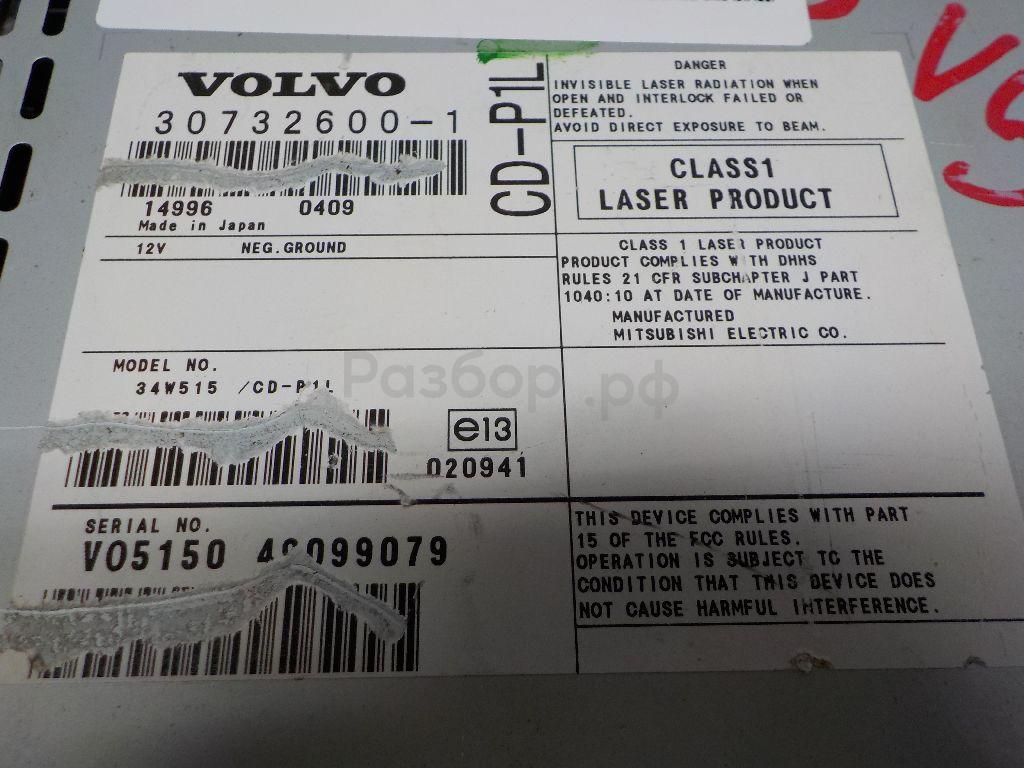 VOLVO
30732600-1
14996 0409
Made in Japan
CD-P1L
12V NEG.GROUND
MODEL NO.
34W515 /CD-P1L
e13
020941
SERIAL NO.
VO5150
DANGER
INVISIBLE LASER RADIATION WHEN
OPEN AND INTERLOCK FAILED OR
DEFEATED.
AVOID DIRECT EXPOSURE TO BEAM.
CLASS1
LASER PRODUCT
CLASS 1 LASER PRODUCT
PRODUCT COMPLIES WITH DHHS
RULES 21 CFR SUBCHAPTER J PART
1040:10 AT DATE OF MANUFACTURE.
MANUFACTURED
MITSUBISHI ELECTRIC CO.
THIS DEVICE COMPLIES WITH PART
15 OF THE FCC RULES.
OPERATION IS SUBJECT TO THE
CONDITION THAT THIS DEVICE DOES
NOT CAUSE HARMFUL INTERFERENCE.
Разбор.рф